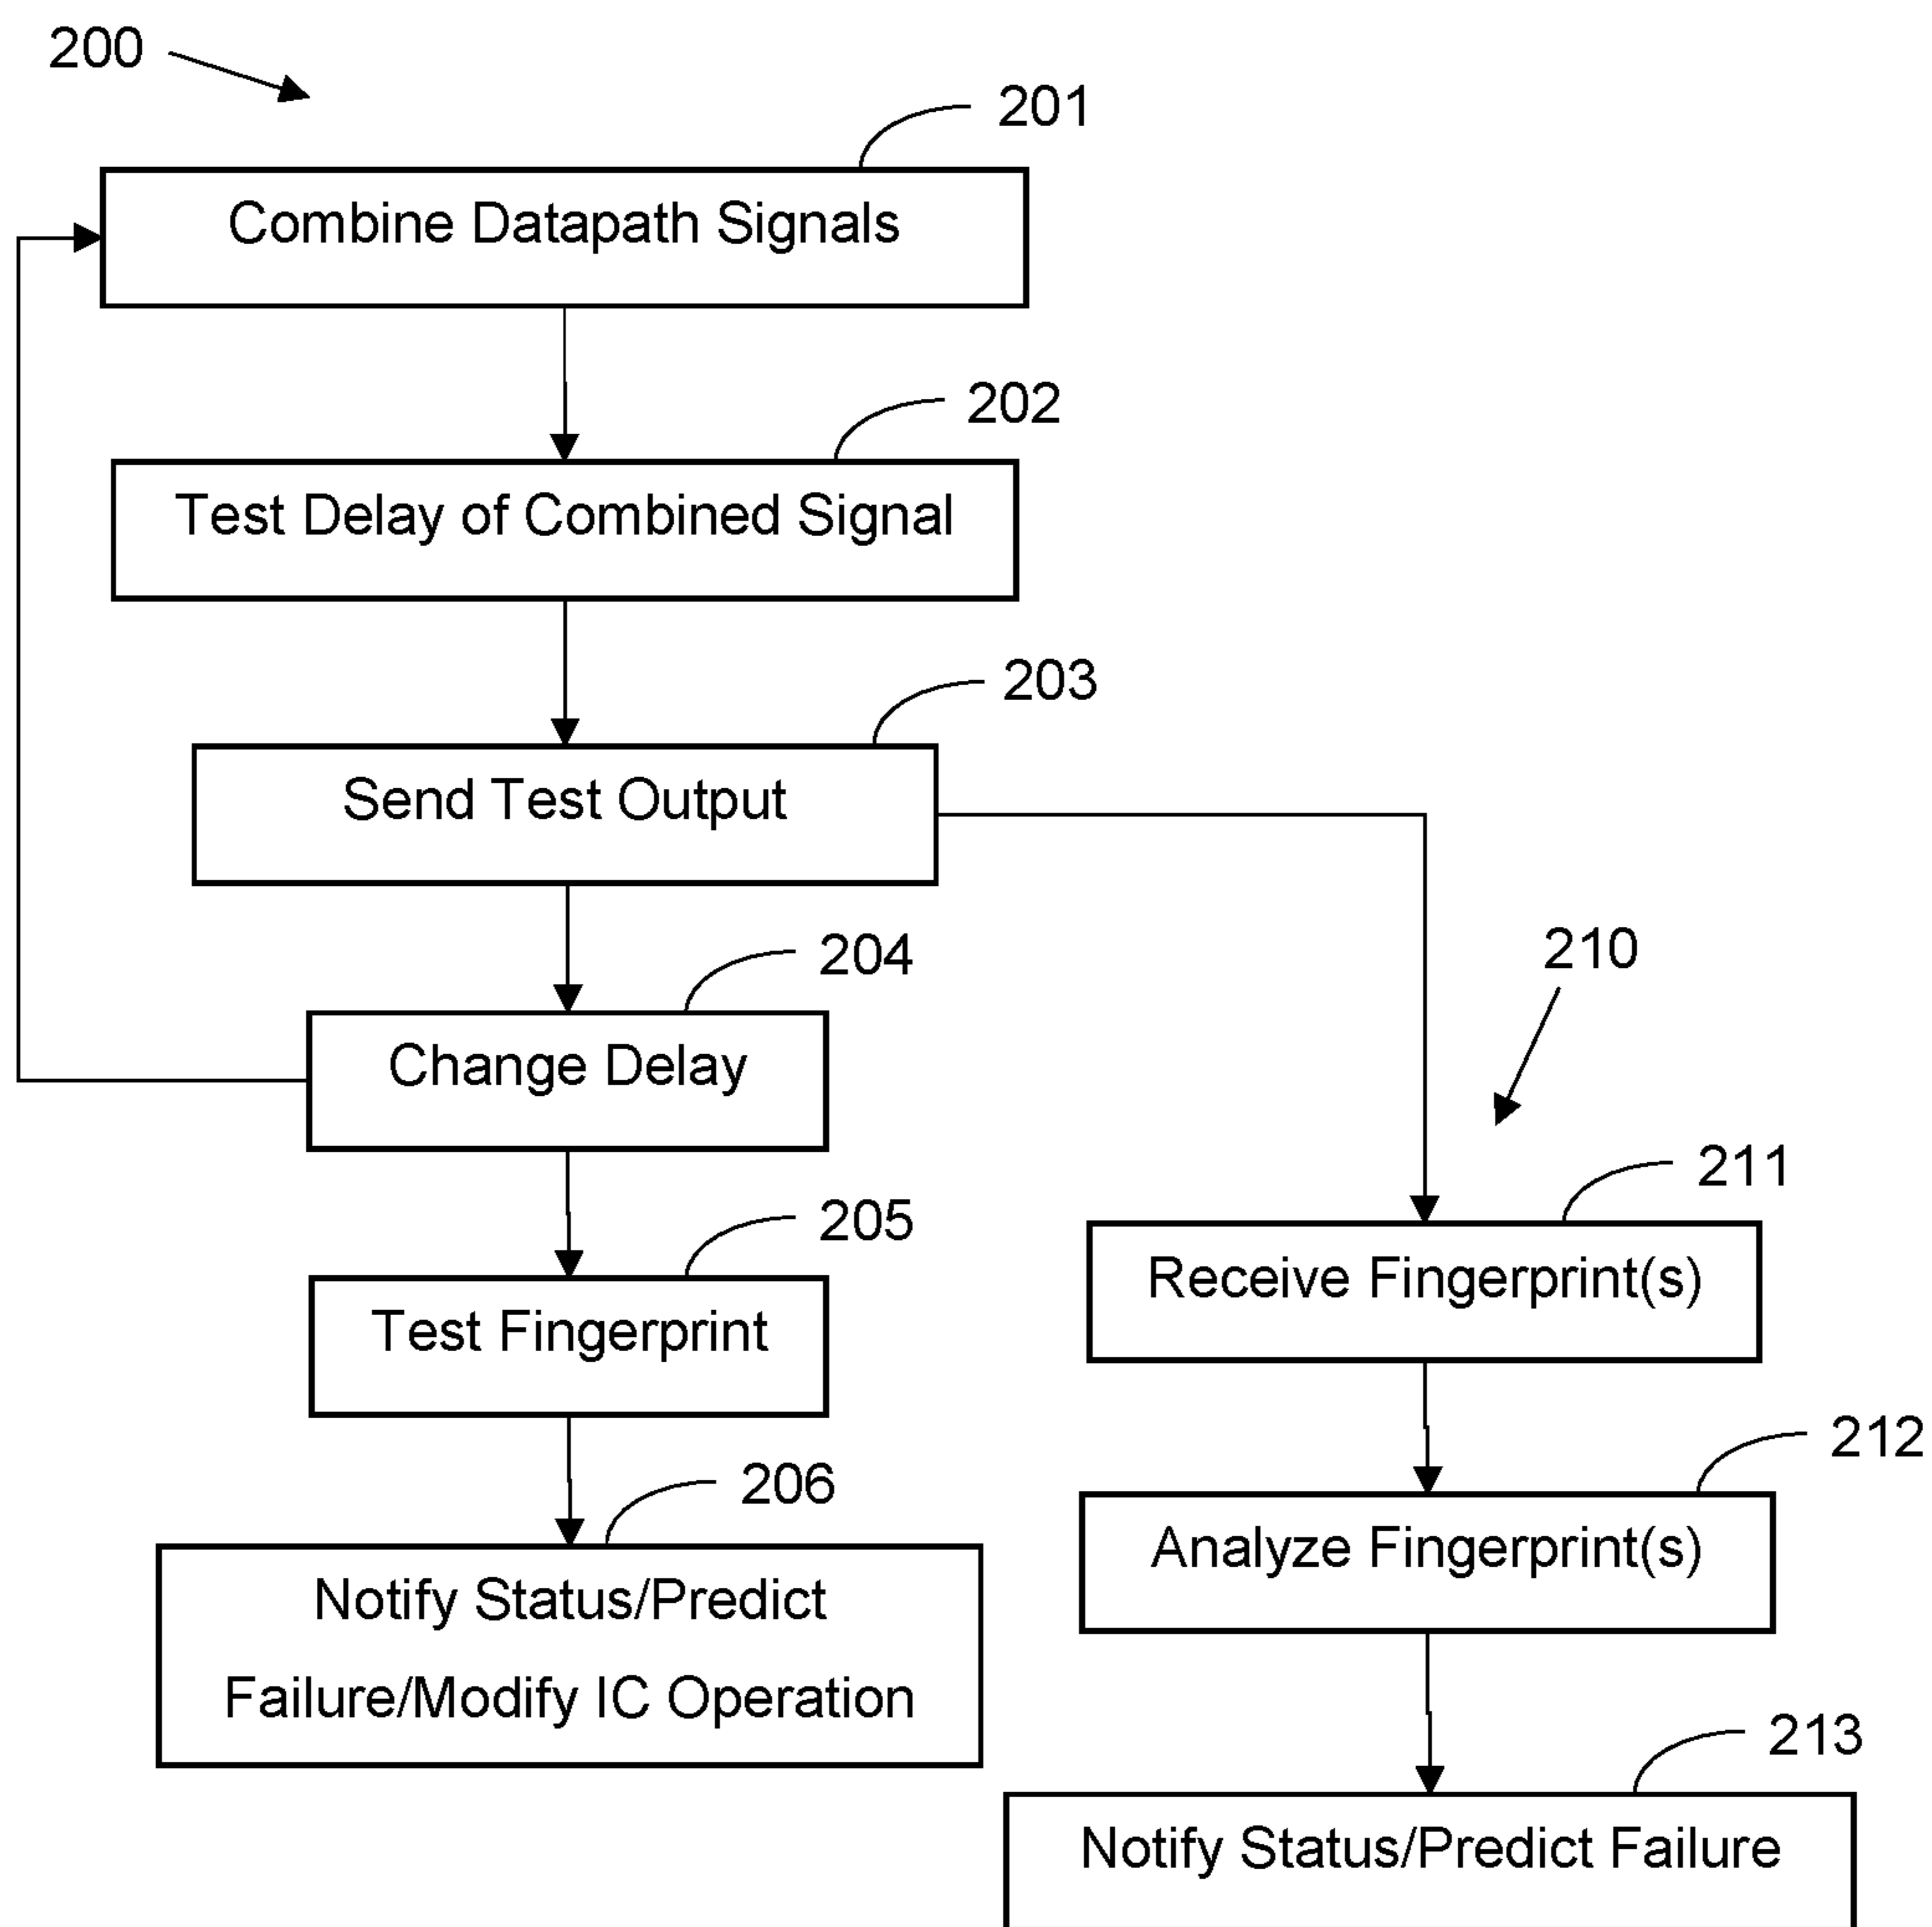 200
201
Combine Datapath Signals
202
Test Delay of Combined Signal
203
Send Test Output
204
Change Delay
205
Test Fingerprint
206
Notify Status/Predict
Failure/Modify IC Operation
210
211
Receive Fingerprint(s)
212
Analyze Fingerprint(s)
213
Notify Status/Predict Failure